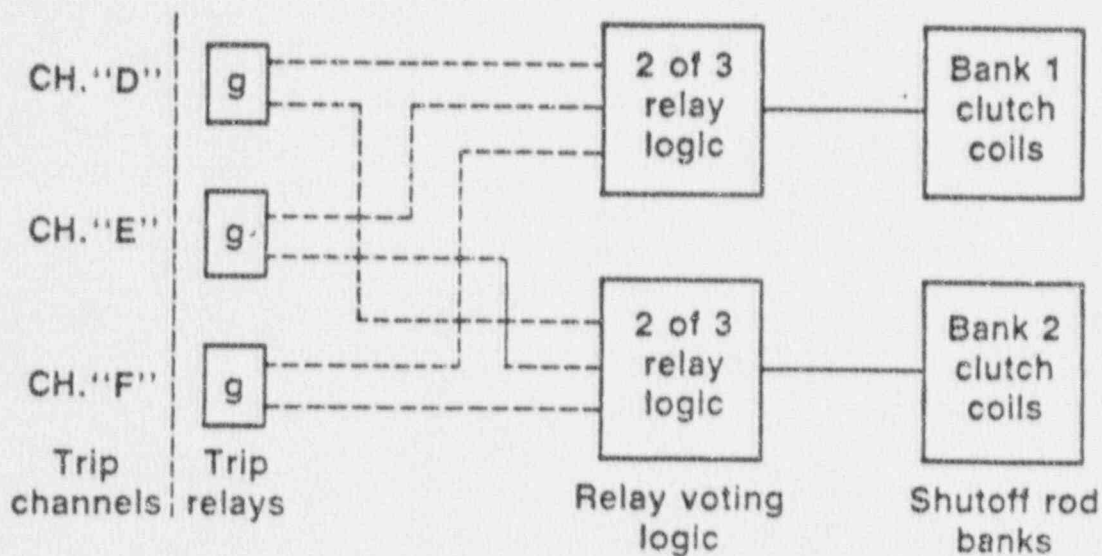 CH. "D"
g
2 of 3
relay
logic
Bank 1
clutch
coils
CH. "E"
g
CH. "F"
g
2 of 3
relay
logic
Bank 2
clutch
coils
Trip
channels
Trip
relays
Relay voting
logic
Shutoff rod
banks